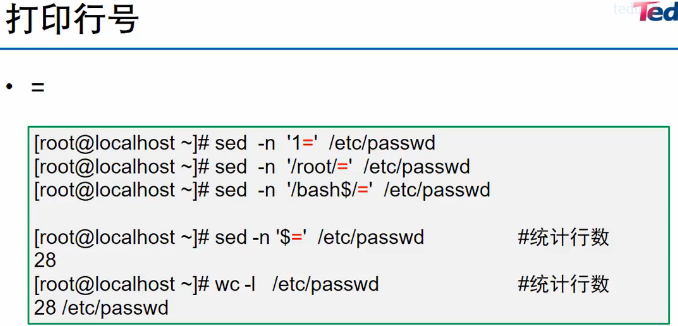 打印行号
Ted
• =
[root@localhost ~]# sed -n '1=' /etc/passwd
[root@localhost ~]# sed -n '/root/=' /etc/passwd
[root@localhost ~]# sed -n '/bash$/=' /etc/passwd
[root@localhost ~]# sed -n '$=' /etc/passwd #统计行数
28
[root@localhost ~]# wc -l /etc/passwd #统计行数
28 /etc/passwd